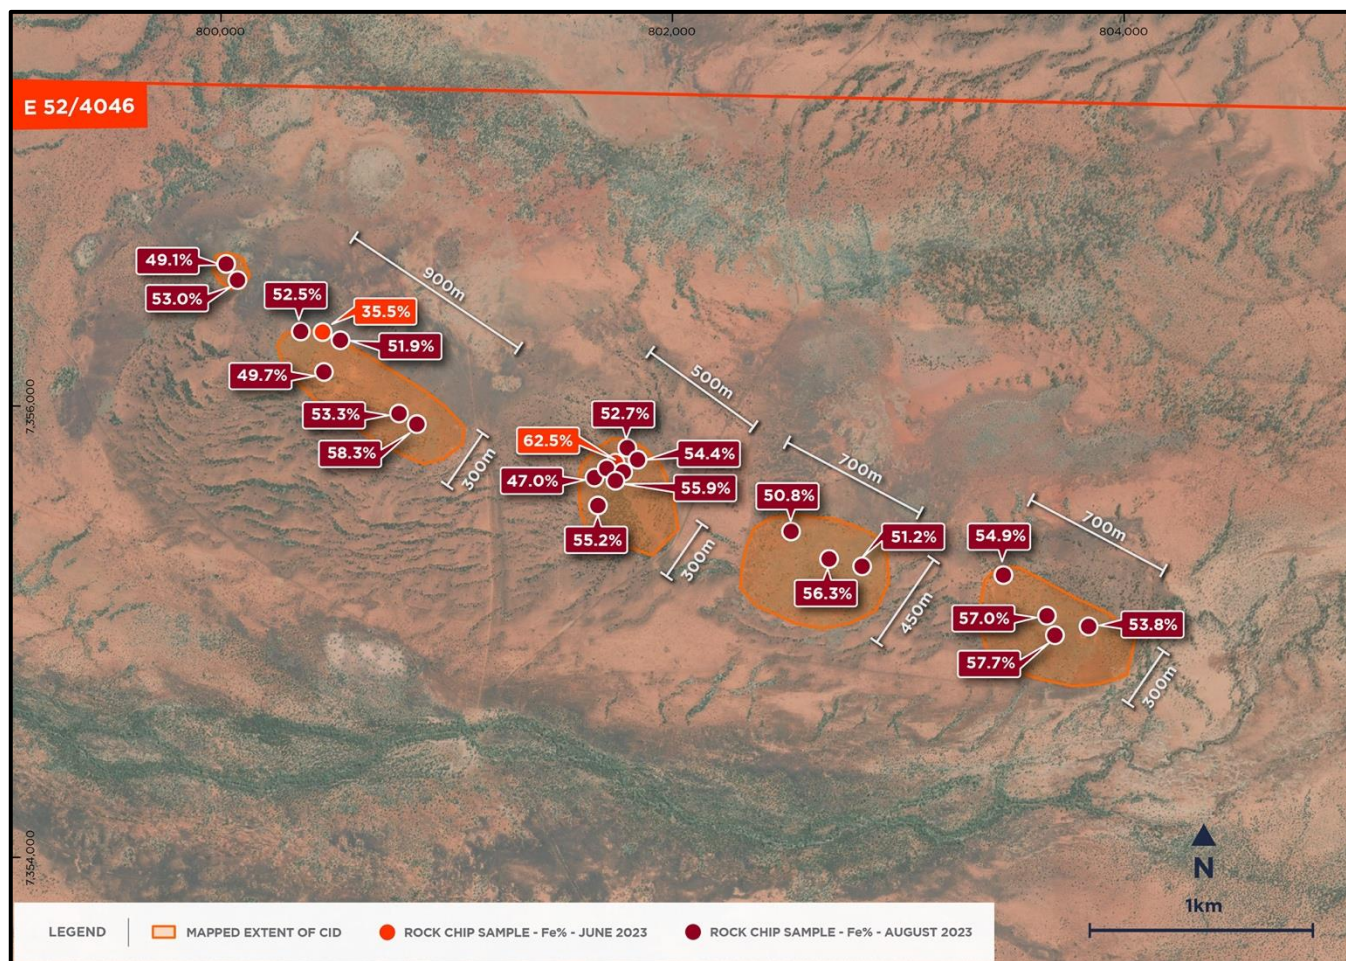 800,000
802,000
804,000
E 52/4046
49.1%
53.0%
900m
52.5%
35.5%
51.9%
49.7%
500m
7,356,000
53.3%
58.3%
300m
52.7%
62.5%
54.4%
47.0%
55.9%
55.2%
300m
700m
50.8%
51.2%
56.3%
450m
700m
54.9%
57.0%
53.8%
57.7%
300m
7,354,000
N
1km
LEGEND
MAPPED EXTENT OF CID
ROCK CHIP SAMPLE - Fe% - JUNE 2023
ROCK CHIP SAMPLE - Fe% - AUGUST 2023